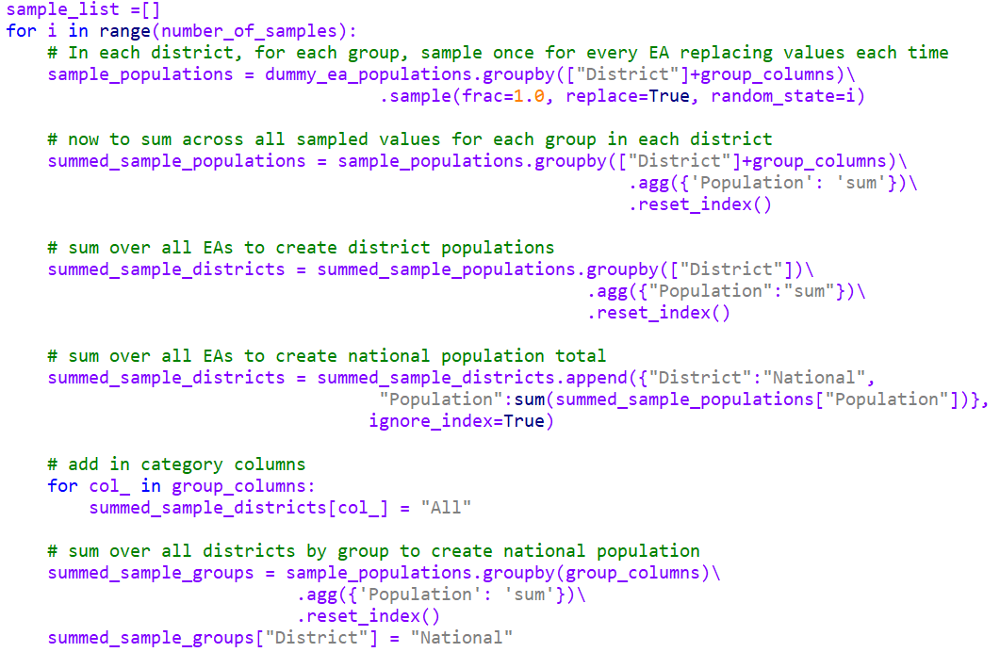 sample_list =[]
for i in range(number_of_samples):
    # In each district, for each group, sample once for every EA replacing values each time
    sample_populations = dummy_ea_populations.groupby(["District"]+group_columns)\
                                    .sample(frac=1.0, replace=True, random_state=i)

    # now to sum across all sampled values for each group in each district
    summed_sample_populations = sample_populations.groupby(["District"]+group_columns)\
                                                            .agg({'Population': 'sum'})\
                                                            .reset_index()

    # sum over all EAs to create district populations
    summed_sample_districts = summed_sample_populations.groupby(["District"])\
                                                        .agg({"Population":"sum"})\
                                                        .reset_index()

    # sum over all EAs to create national population total
    summed_sample_districts = summed_sample_districts.append({"District":"National",
                                    "Population":sum(summed_sample_populations["Population"])},
                                   ignore_index=True)

    # add in category columns
    for col_ in group_columns:
        summed_sample_districts[col_] = "All"

    # sum over all districts by group to create national population
    summed_sample_groups = sample_populations.groupby(group_columns)\
                            .agg({'Population': 'sum'})\
                            .reset_index()
    summed_sample_groups["District"] = "National"